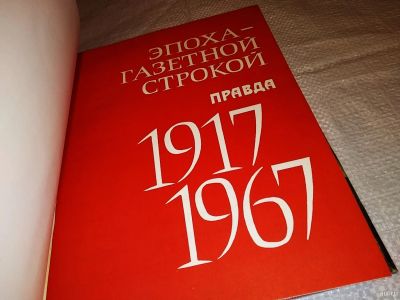 ЭПОХА –
ГАЗЕТНОЙ
СТРОКОЙ
ПРАВДА
1917
1967